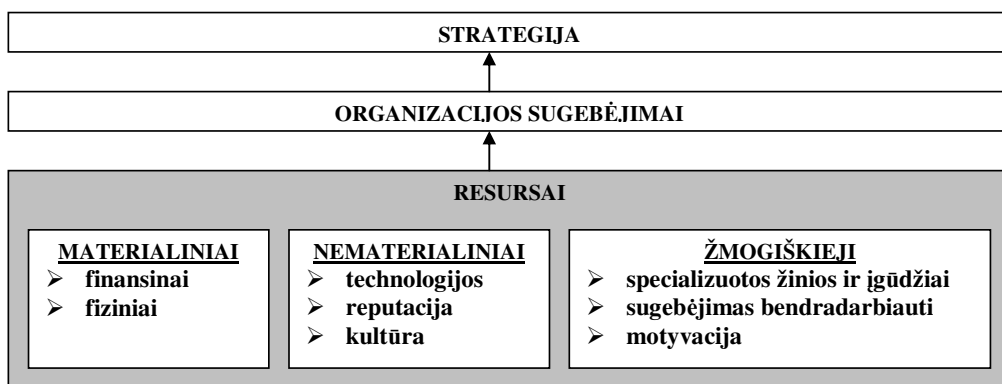 STRATEGIJA
ORGANIZACIJOS SUGEBĖJIMAI
RESURSAI
MATERIALINIAI
➢ finansinai
➢ fiziniai
NEMATERIALINIAI
➢ technologijos
➢ reputacija
➢ kultūra
ŽMOGIŠKIEJI
➢ specializuotos žinios ir įgūdžiai
➢ sugebėjimas bendradarbiauti
➢ motyvacija